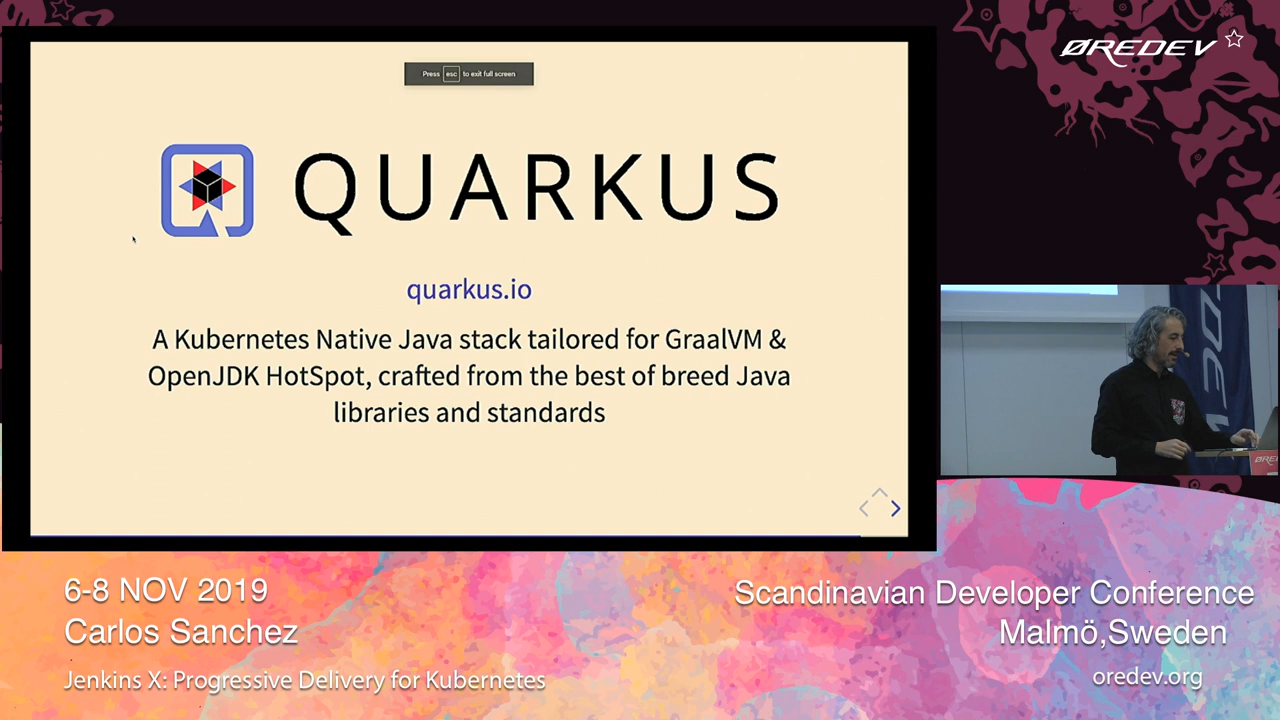 ØREDEV
Press esc to exit full screen
QUARKUS
quarkus.io
A Kubernetes Native Java stack tailored for GraalVM &
OpenJDK HotSpot, crafted from the best of breed Java
libraries and standards
6-8 NOV 2019
Carlos Sanchez
Jenkins X: Progressive Delivery for Kubernetes
Scandinavian Developer Conference
Malmö,Sweden
oredev.org